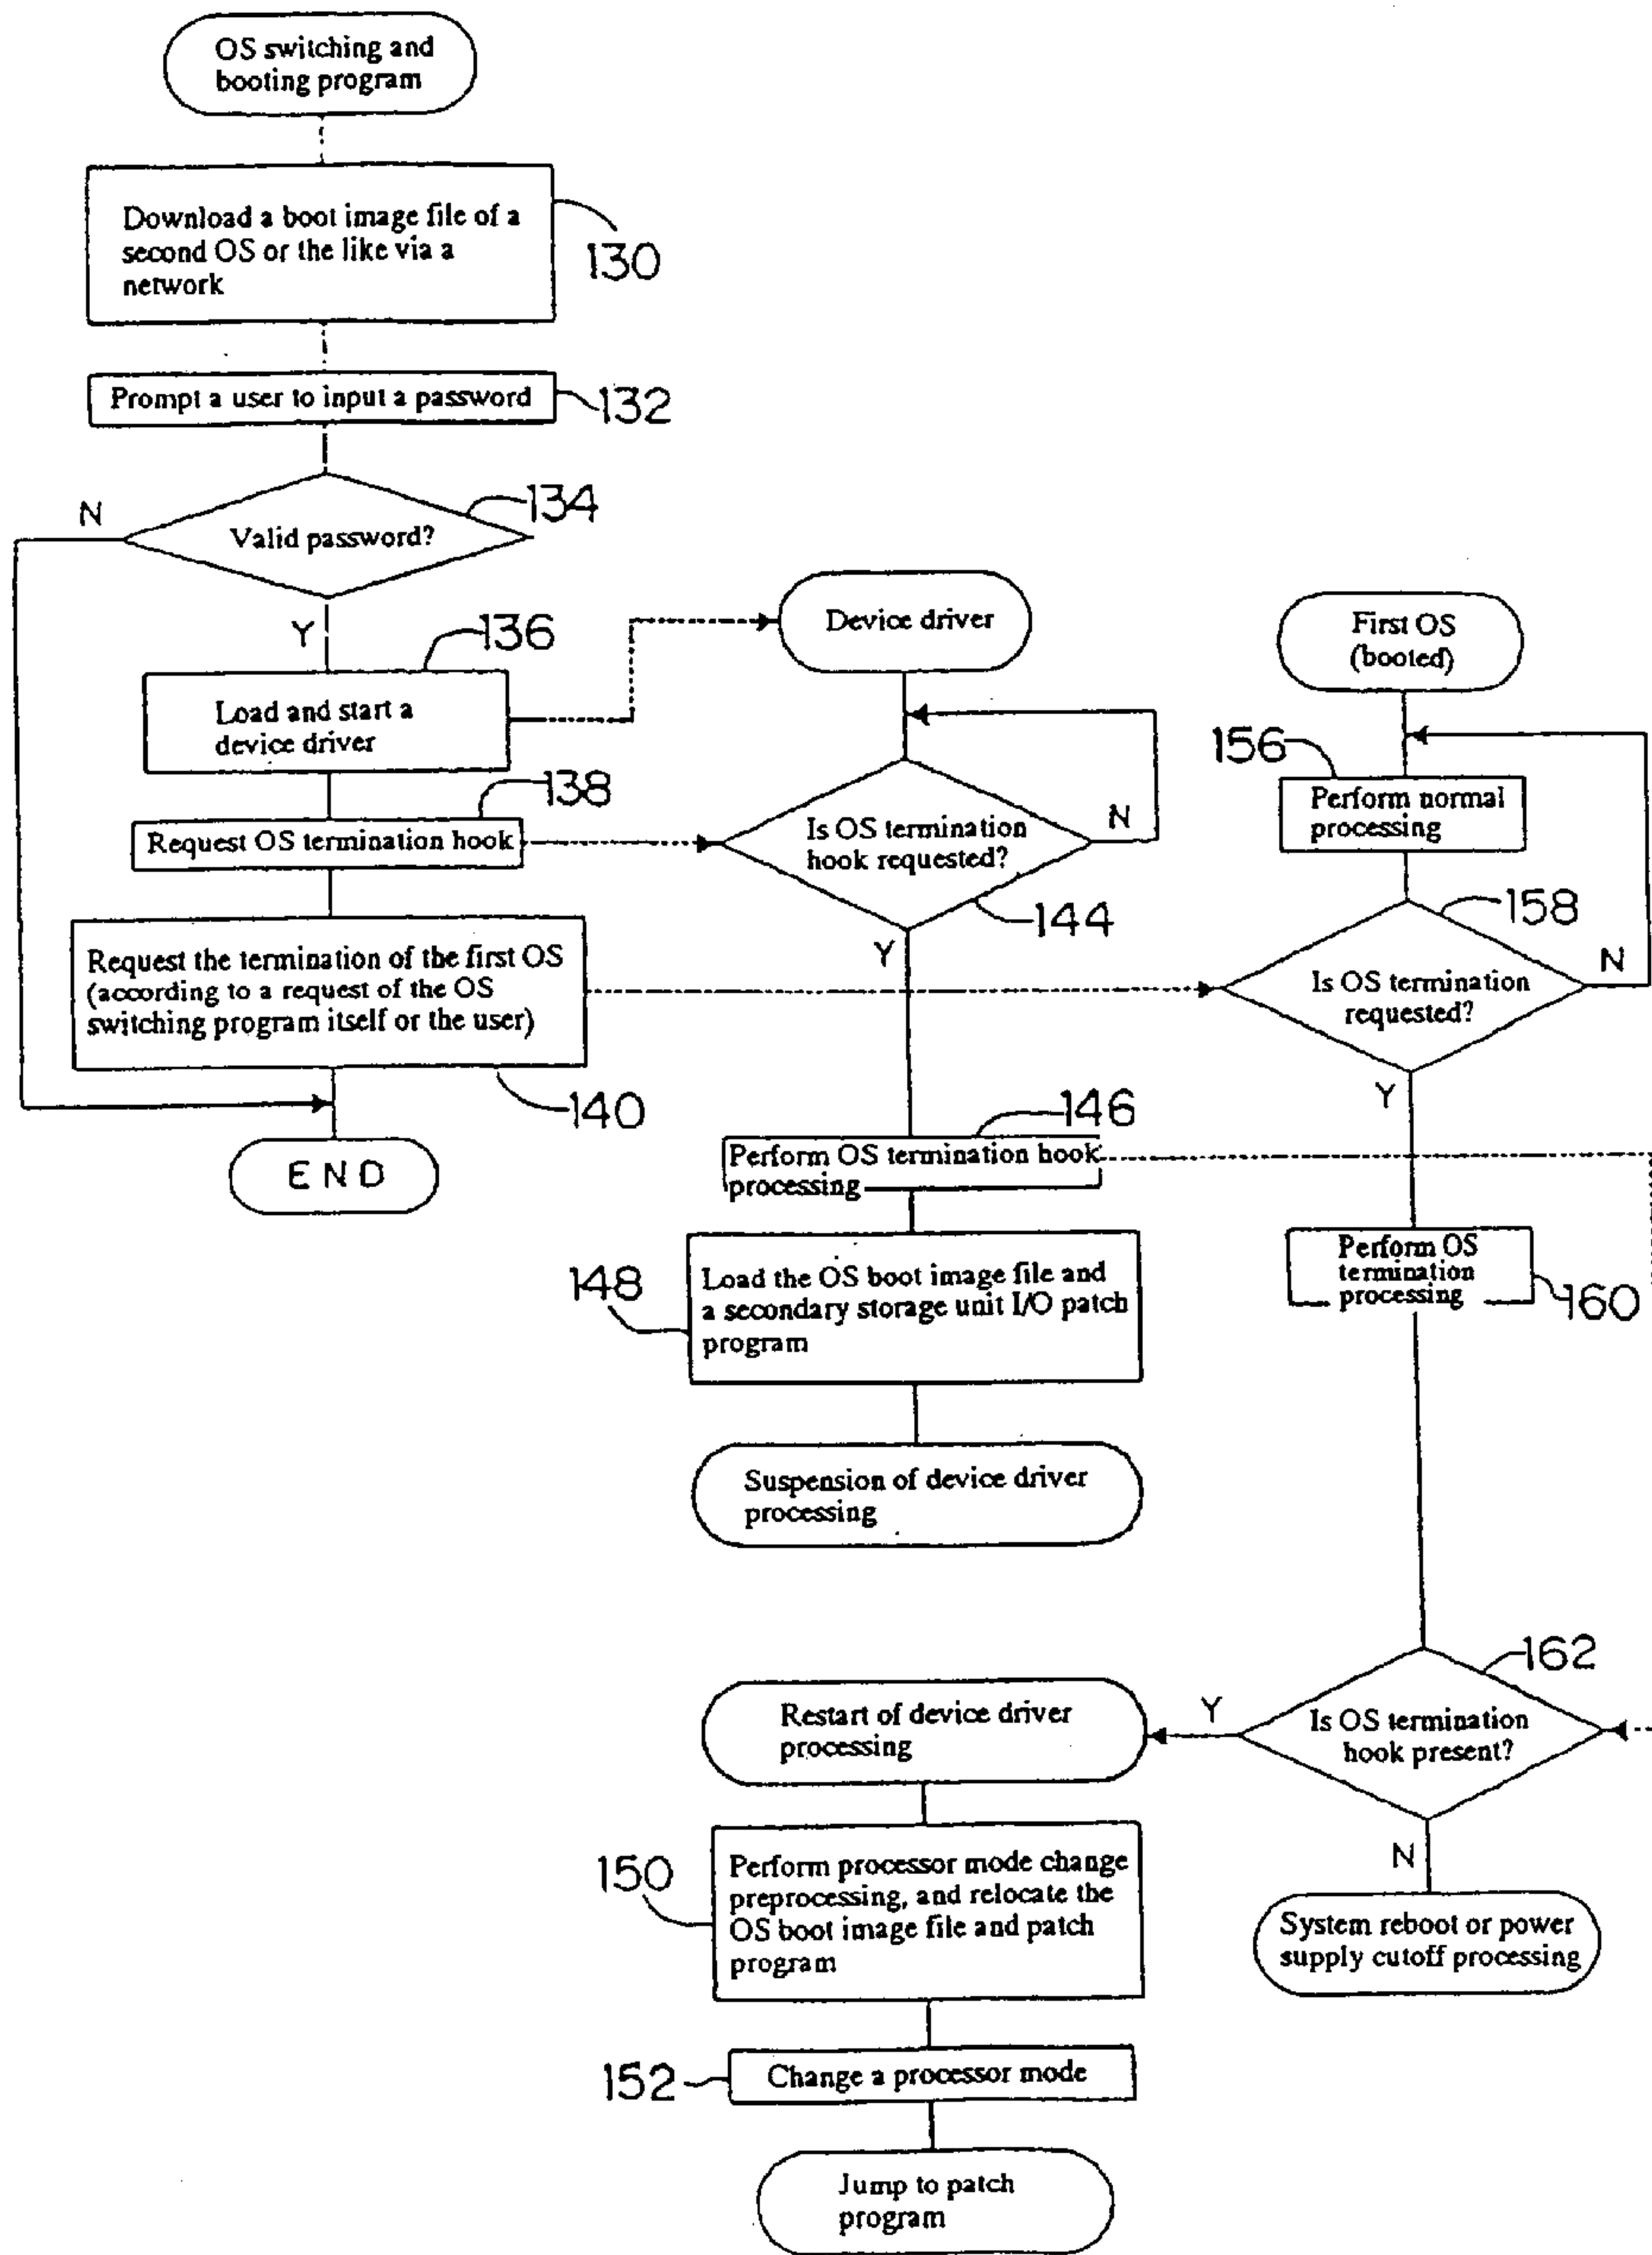 OS switching and
booting program
Download a boot image file of a
second OS or the like via a
network
130
Prompt a user to input a password
132
134
N
Valid password?
Y
136
Load and start a
device driver
138
Request OS termination hook
Request the termination of the first OS
(according to a request of the OS
switching program itself or the user)
140
END
Device driver
Is OS termination
hook requested?
N
144
Y
146
Perform OS termination hook
processing
148
Load the OS boot image file and
a secondary storage unit I/O patch
program
Suspension of device driver
processing
First OS
(booted)
156
Perform normal
processing
158
N
Is OS termination
requested?
Y
Perform OS
termination
processing
160
162
Is OS termination
hook present?
Y
N
System reboot or power
supply cutoff processing
Restart of device driver
processing
150
Perform processor mode change
preprocessing, and relocate the
OS boot image file and patch
program
152
Change a processor mode
Jump to patch
program